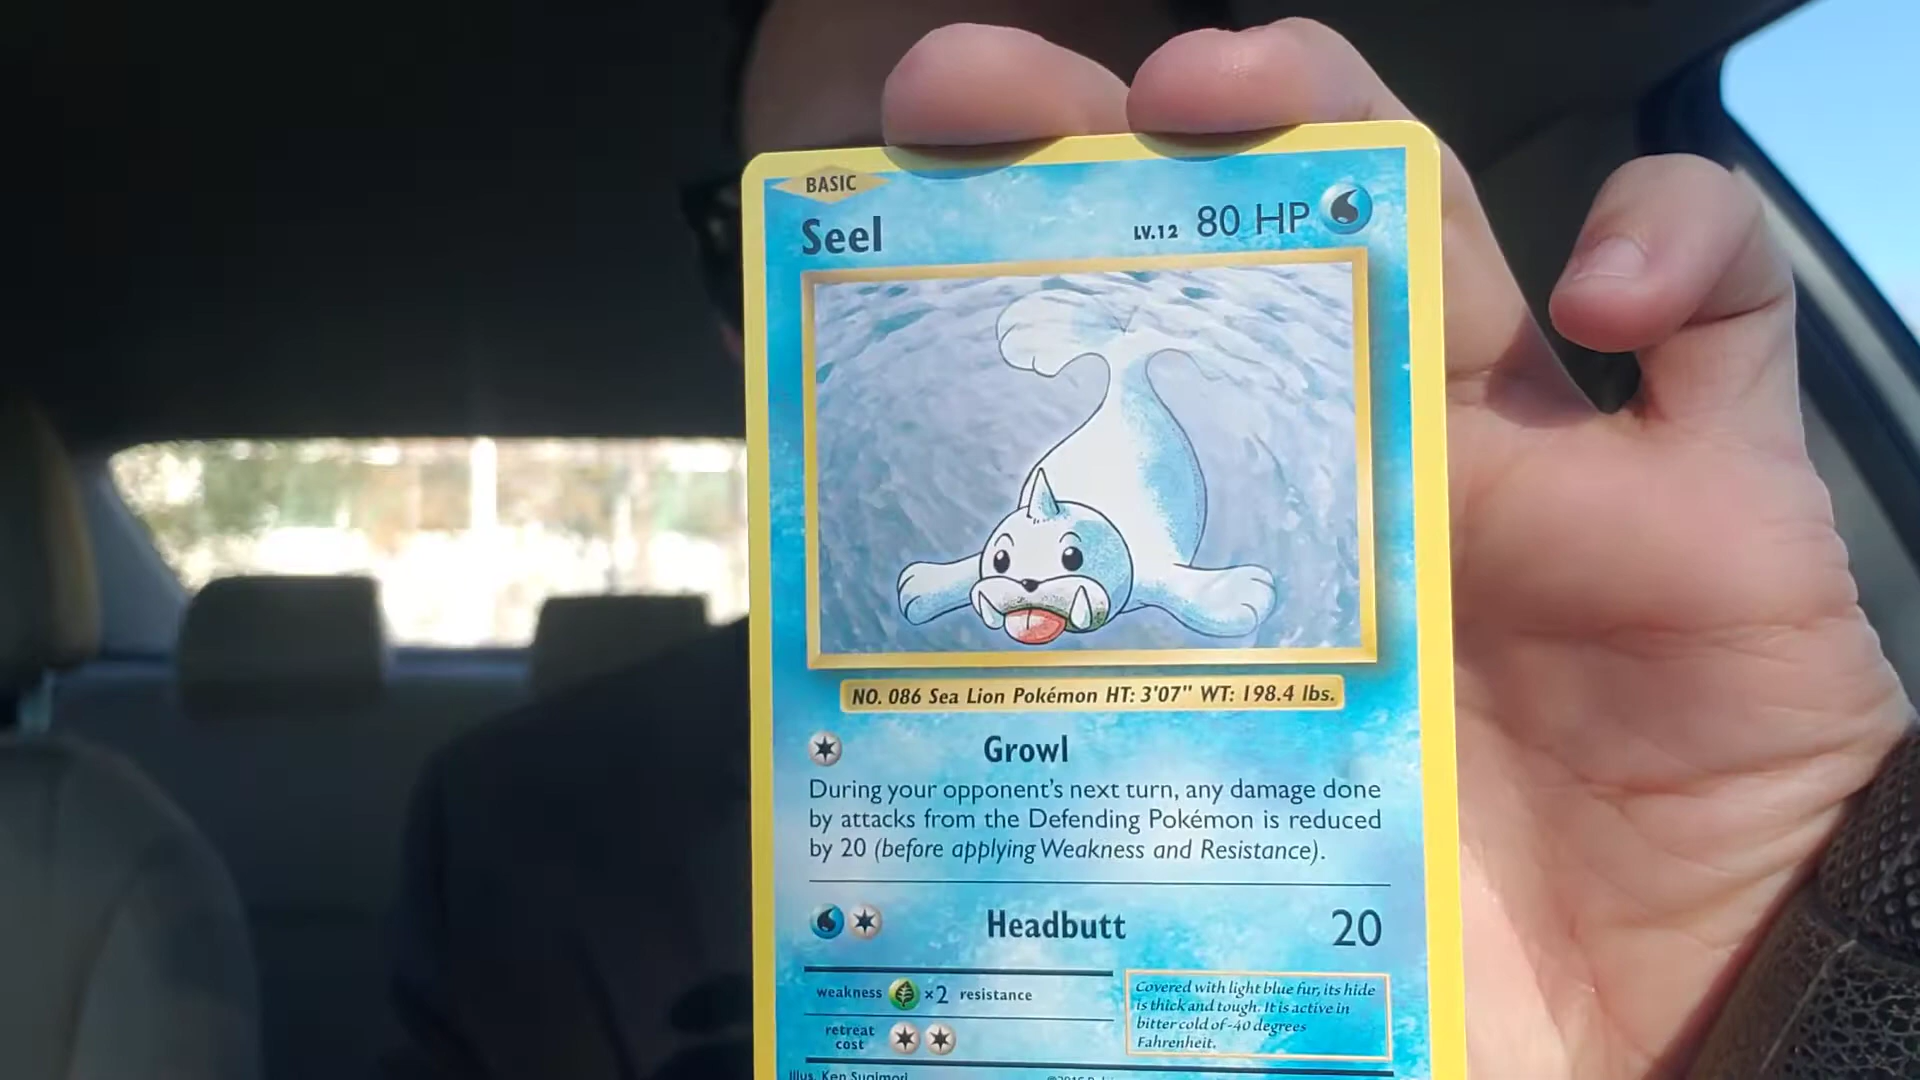 BASIC
Seel LV.12 80 HP
NO. 086 Sea Lion Pokémon HT: 3'07" WT: 198.4 lbs.
Growl
During your opponent's next turn, any damage done
by attacks from the Defending Pokémon is reduced
by 20 (before applying Weakness and Resistance).
Headbutt 20
weakness ×2 resistance
retreat
cost
Covered with light blue fur, its hide
is thick and tough. It is active in
bitter cold of -40 degrees
Fahrenheit.
Illus. Ken Sugimori